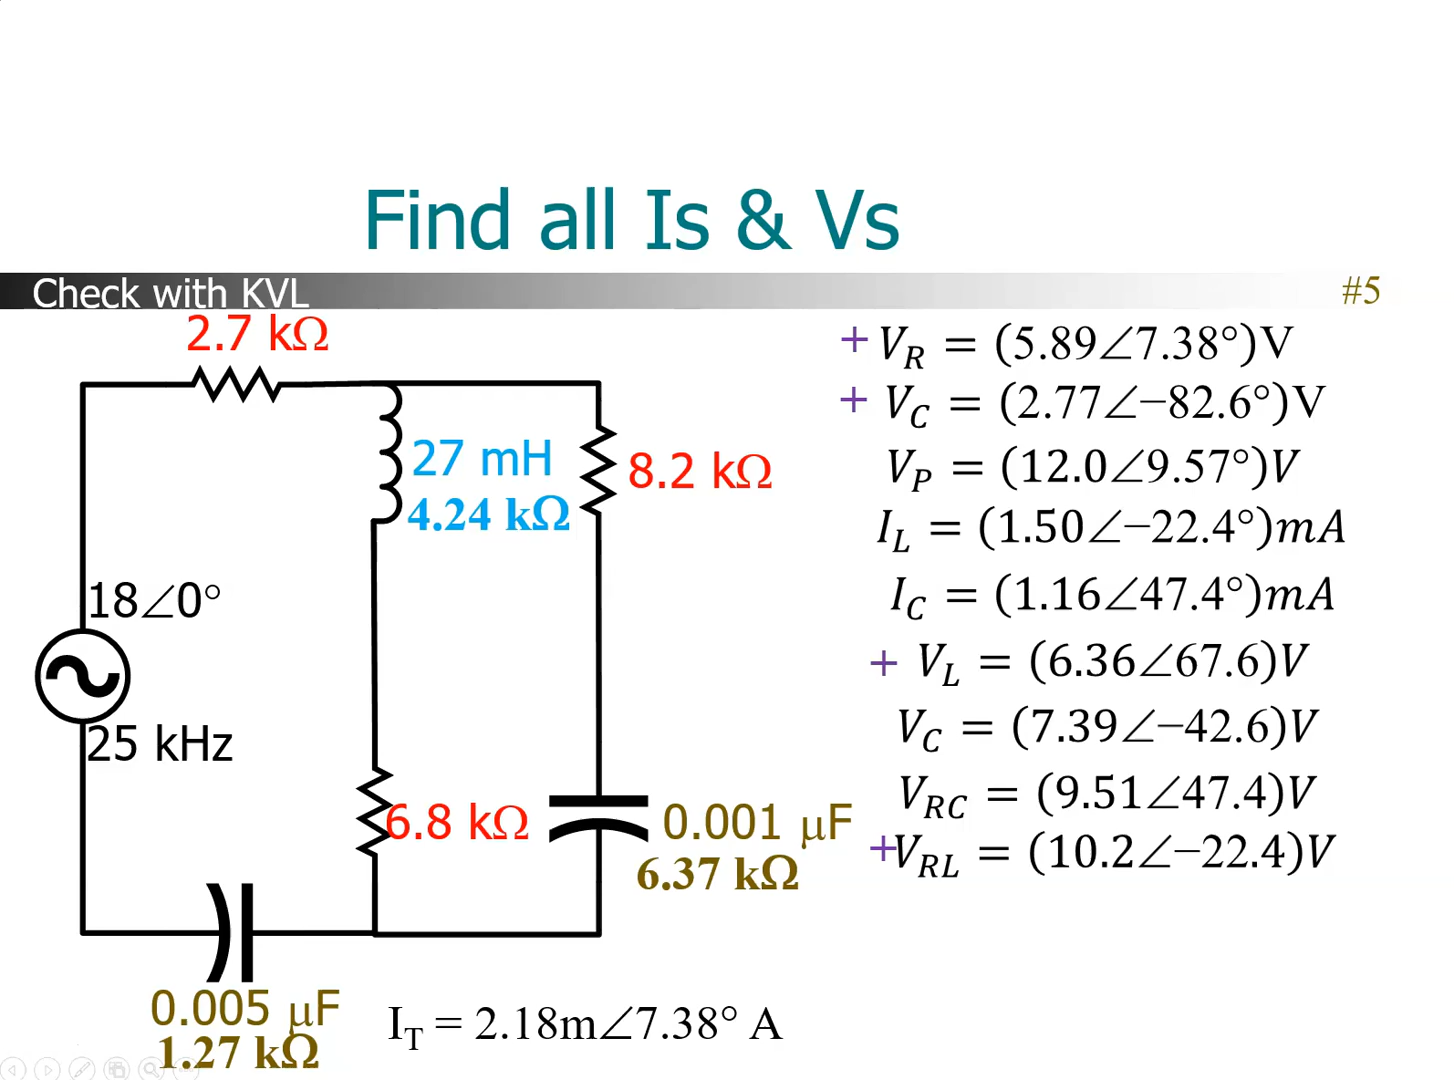 Find all Is & Vs
Check with KVL
#5
2.7 kΩ
27 mH
4.24 kΩ
8.2 kΩ
18∠0°
25 kHz
6.8 kΩ
0.001 μF
6.37 kΩ
0.005 μF
1.27 kΩ
I_T = 2.18m∠7.38° A
+ V_R = (5.89∠7.38°)V
+ V_C = (2.77∠−82.6°)V
V_P = (12.0∠9.57°)V
I_L = (1.50∠−22.4°)mA
I_C = (1.16∠47.4°)mA
+ V_L = (6.36∠67.6)V
V_C = (7.39∠−42.6)V
V_RC = (9.51∠47.4)V
+V_RL = (10.2∠−22.4)V